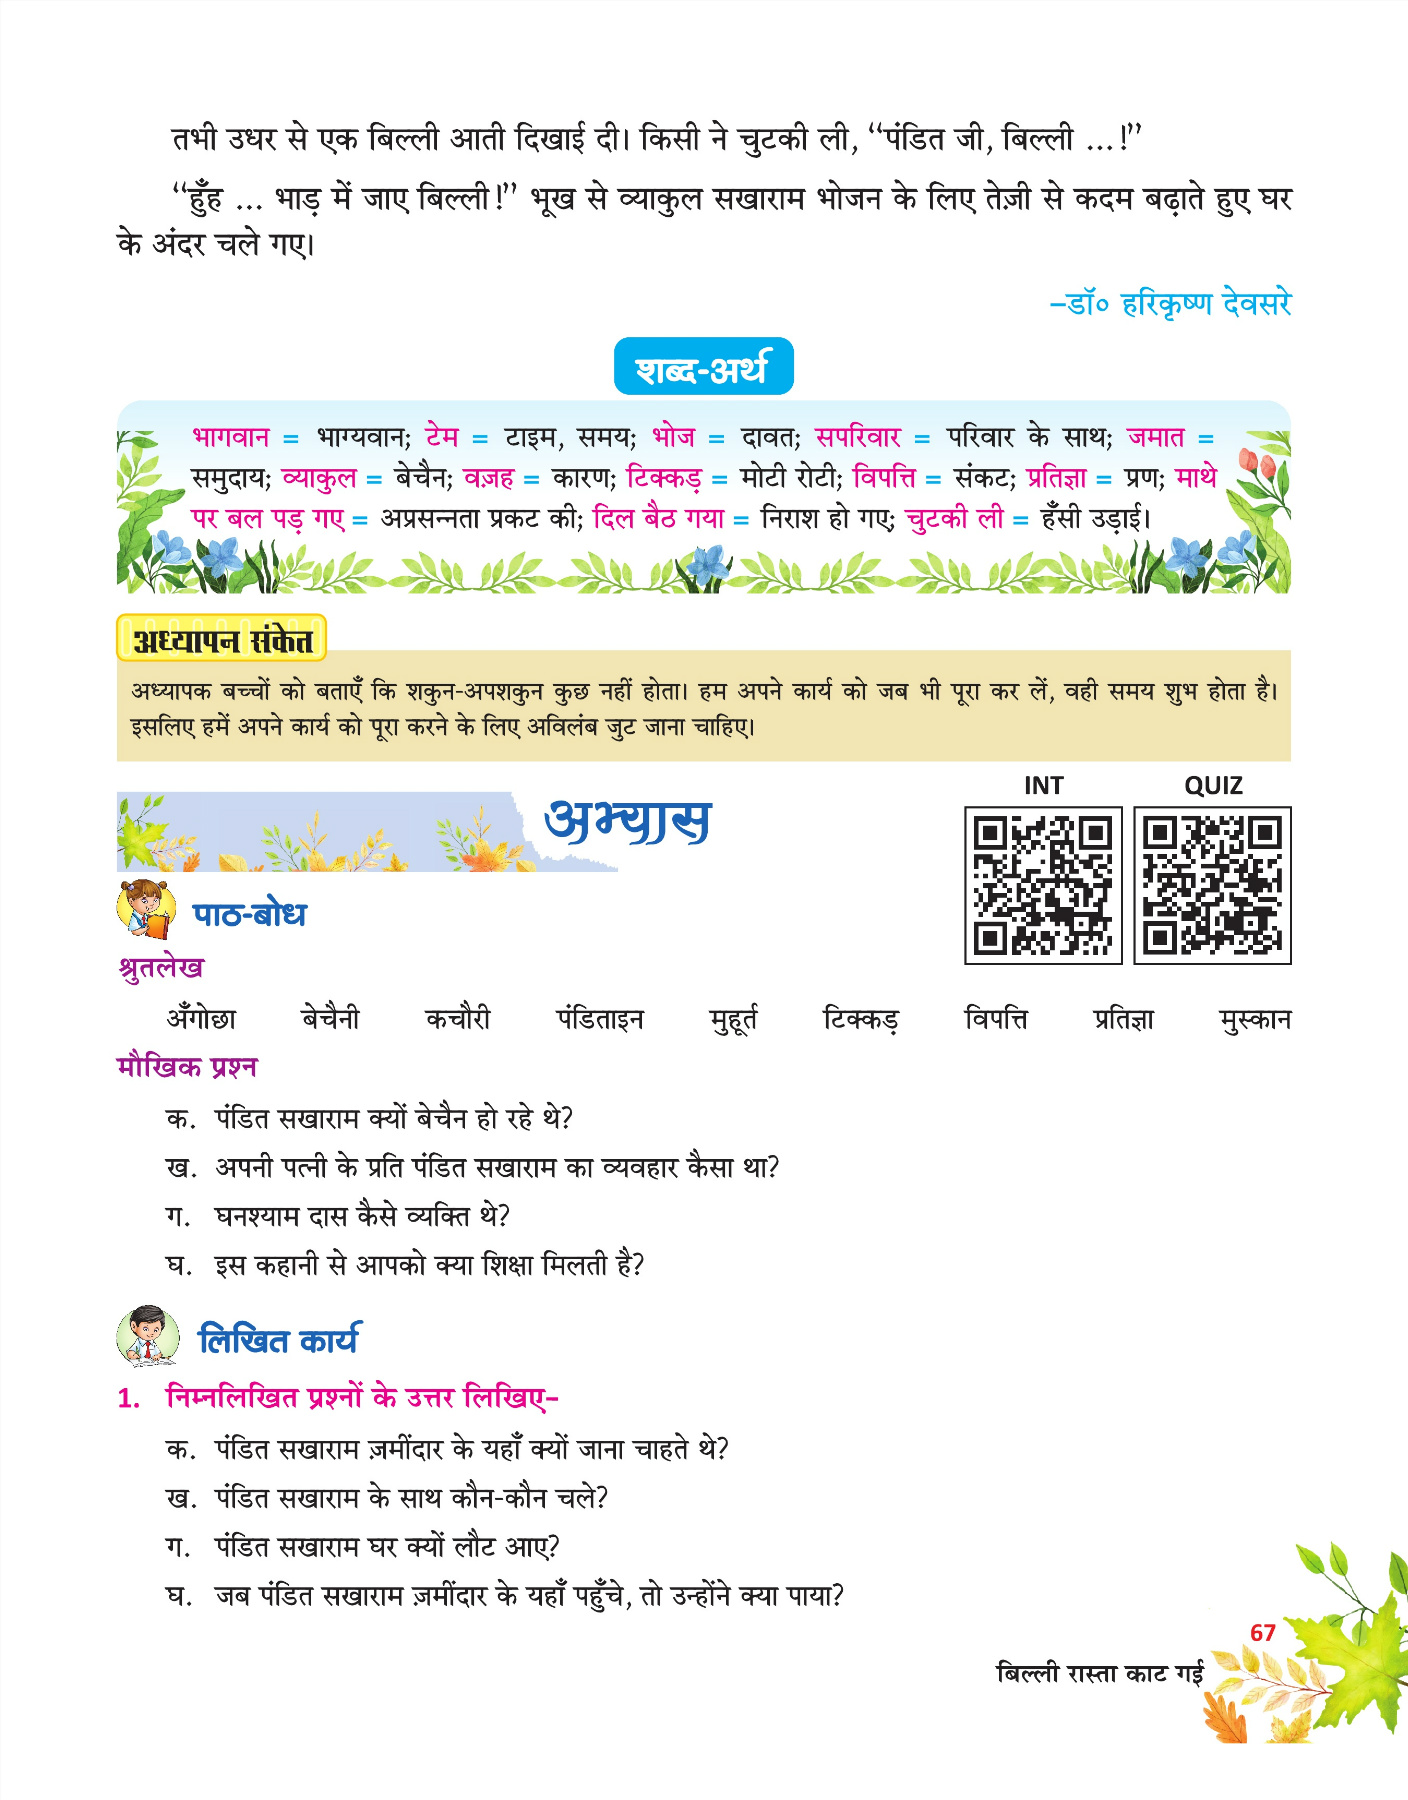 तभी उधर से एक बिल्ली आती दिखाई दी। किसी ने चुटकी ली, “पंडित जी, बिल्ली ...!”
“हुँह ... भाड़ में जाए बिल्ली!” भूख से व्याकुल सखाराम भोजन के लिए तेज़ी से कदम बढ़ाते हुए घर
के अंदर चले गए।
–डॉ० हरिकृष्ण देवसरे
शब्द-अर्थ
भागवान = भाग्यवान; टेम = टाइम, समय; भोज = दावत; सपरिवार = परिवार के साथ; जमात =
समुदाय; व्याकुल = बेचैन; वज़ह = कारण; टिक्कड़ = मोटी रोटी; विपत्ति = संकट; प्रतिज्ञा = प्रण; माथे
पर बल पड़ गए = अप्रसन्नता प्रकट की; दिल बैठ गया = निराश हो गए; चुटकी ली = हँसी उड़ाई।
अध्यापन संकेत
अध्यापक बच्चों को बताएँ कि शकुन-अपशकुन कुछ नहीं होता। हम अपने कार्य को जब भी पूरा कर लें, वही समय शुभ होता है।
इसलिए हमें अपने कार्य को पूरा करने के लिए अविलंब जुट जाना चाहिए।
INT QUIZ
अभ्यास
पाठ-बोध
श्रुतलेख
अँगोछा बेचैनी कचौरी पंडिताइन मुहूर्त टिक्कड़ विपत्ति प्रतिज्ञा मुस्कान
मौखिक प्रश्न
क. पंडित सखाराम क्यों बेचैन हो रहे थे?
ख. अपनी पत्नी के प्रति पंडित सखाराम का व्यवहार कैसा था?
ग. घनश्याम दास कैसे व्यक्ति थे?
घ. इस कहानी से आपको क्या शिक्षा मिलती है?
लिखित कार्य
1. निम्नलिखित प्रश्नों के उत्तर लिखिए–
क. पंडित सखाराम ज़मींदार के यहाँ क्यों जाना चाहते थे?
ख. पंडित सखाराम के साथ कौन-कौन चले?
ग. पंडित सखाराम घर क्यों लौट आए?
घ. जब पंडित सखाराम ज़मींदार के यहाँ पहुँचे, तो उन्होंने क्या पाया?
67
बिल्ली रास्ता काट गई